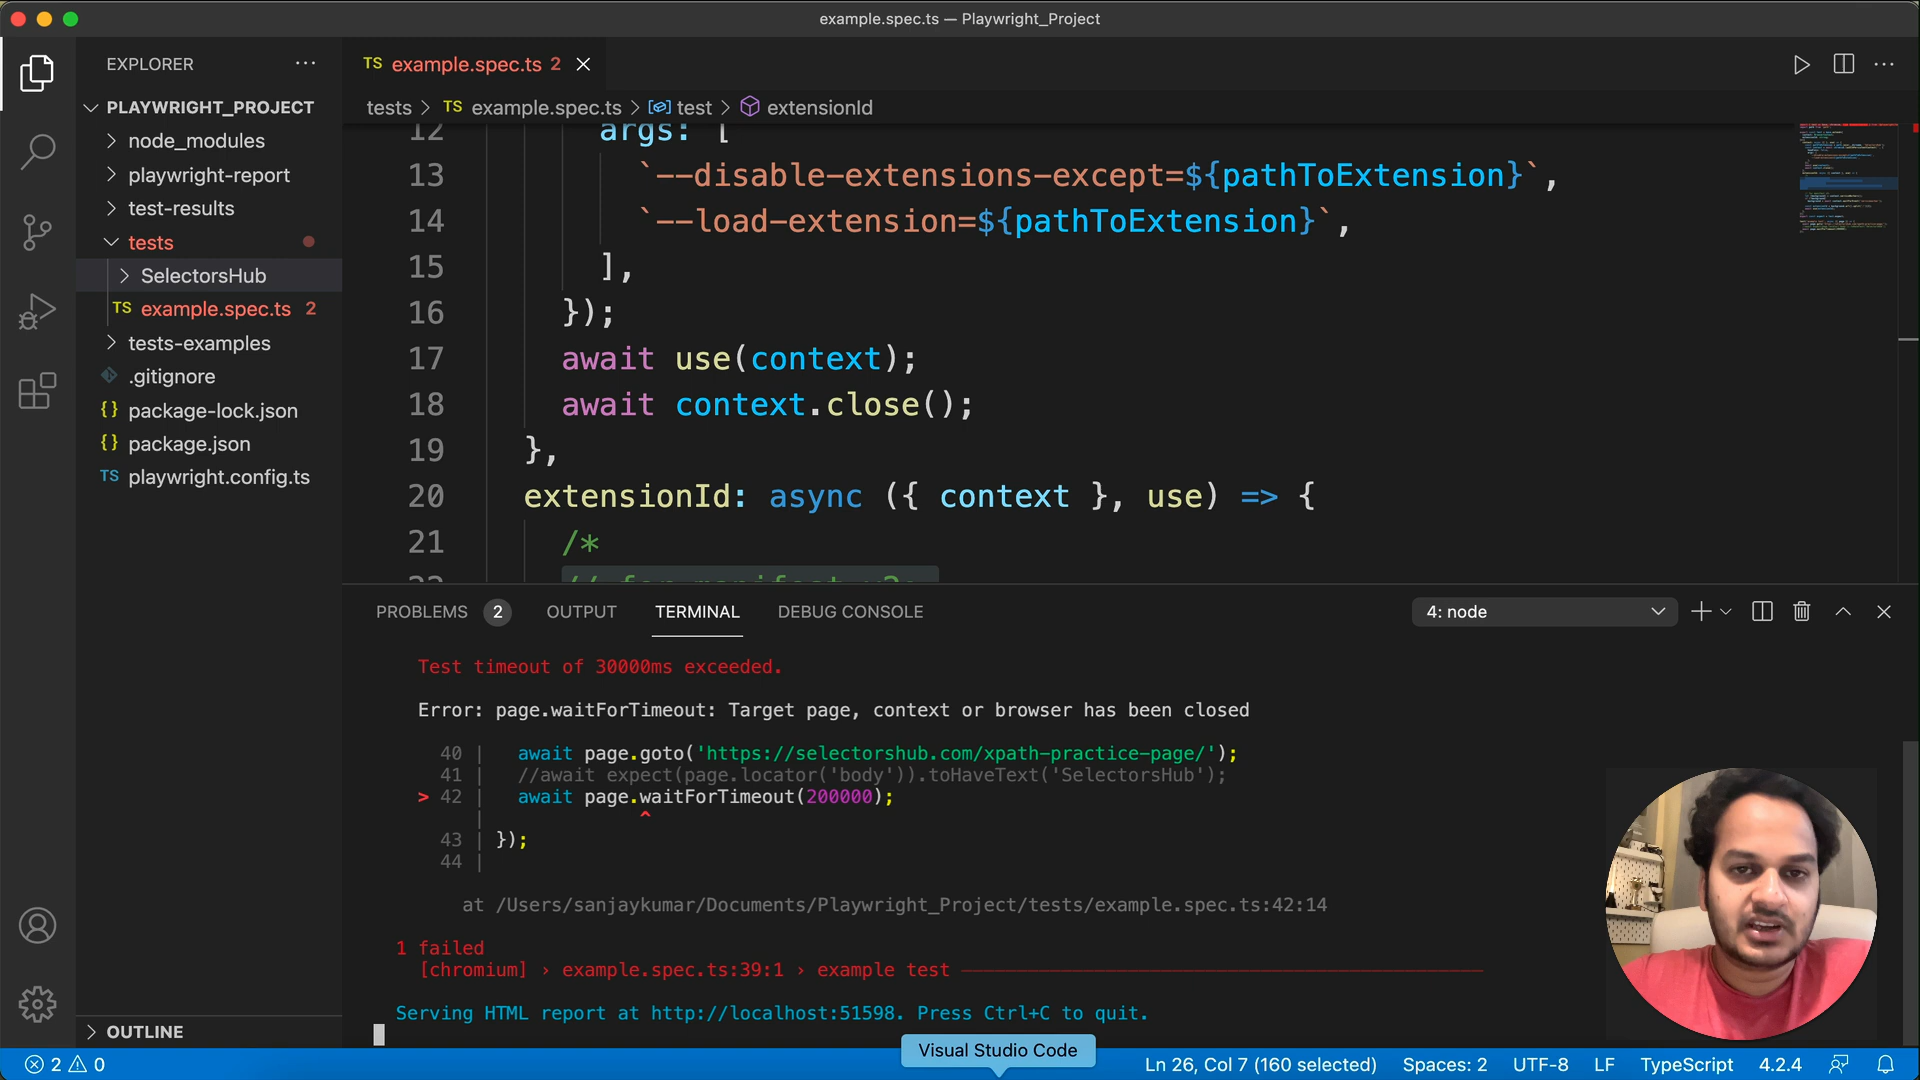 example.spec.ts — Playwright_Project
EXPLORER
PLAYWRIGHT_PROJECT
node_modules
playwright-report
test-results
tests
SelectorsHub
TS example.spec.ts 2
tests-examples
.gitignore
{} package-lock.json
{} package.json
TS playwright.config.ts
OUTLINE
TS example.spec.ts 2
tests > TS example.spec.ts > test > extensionId
12 args: [
13 `--disable-extensions-except=${pathToExtension}`,
14 `--load-extension=${pathToExtension}`,
15 ],
16 });
17 await use(context);
18 await context.close();
19 },
20 extensionId: async ({ context }, use) => {
21 /*
22 // for manifest v2:
PROBLEMS 2 OUTPUT TERMINAL DEBUG CONSOLE 4: node
Test timeout of 30000ms exceeded.
Error: page.waitForTimeout: Target page, context or browser has been closed
40 | await page.goto('https://selectorshub.com/xpath-practice-page/');
41 | //await expect(page.locator('body')).toHaveText('SelectorsHub');
> 42 | await page.waitForTimeout(200000);
| ^
43 | });
44 |
at /Users/sanjaykumar/Documents/Playwright_Project/tests/example.spec.ts:42:14
1 failed
[chromium] › example.spec.ts:39:1 › example test
Serving HTML report at http://localhost:51598. Press Ctrl+C to quit.
Visual Studio Code
2 0 Ln 26, Col 7 (160 selected) Spaces: 2 UTF-8 LF TypeScript 4.2.4